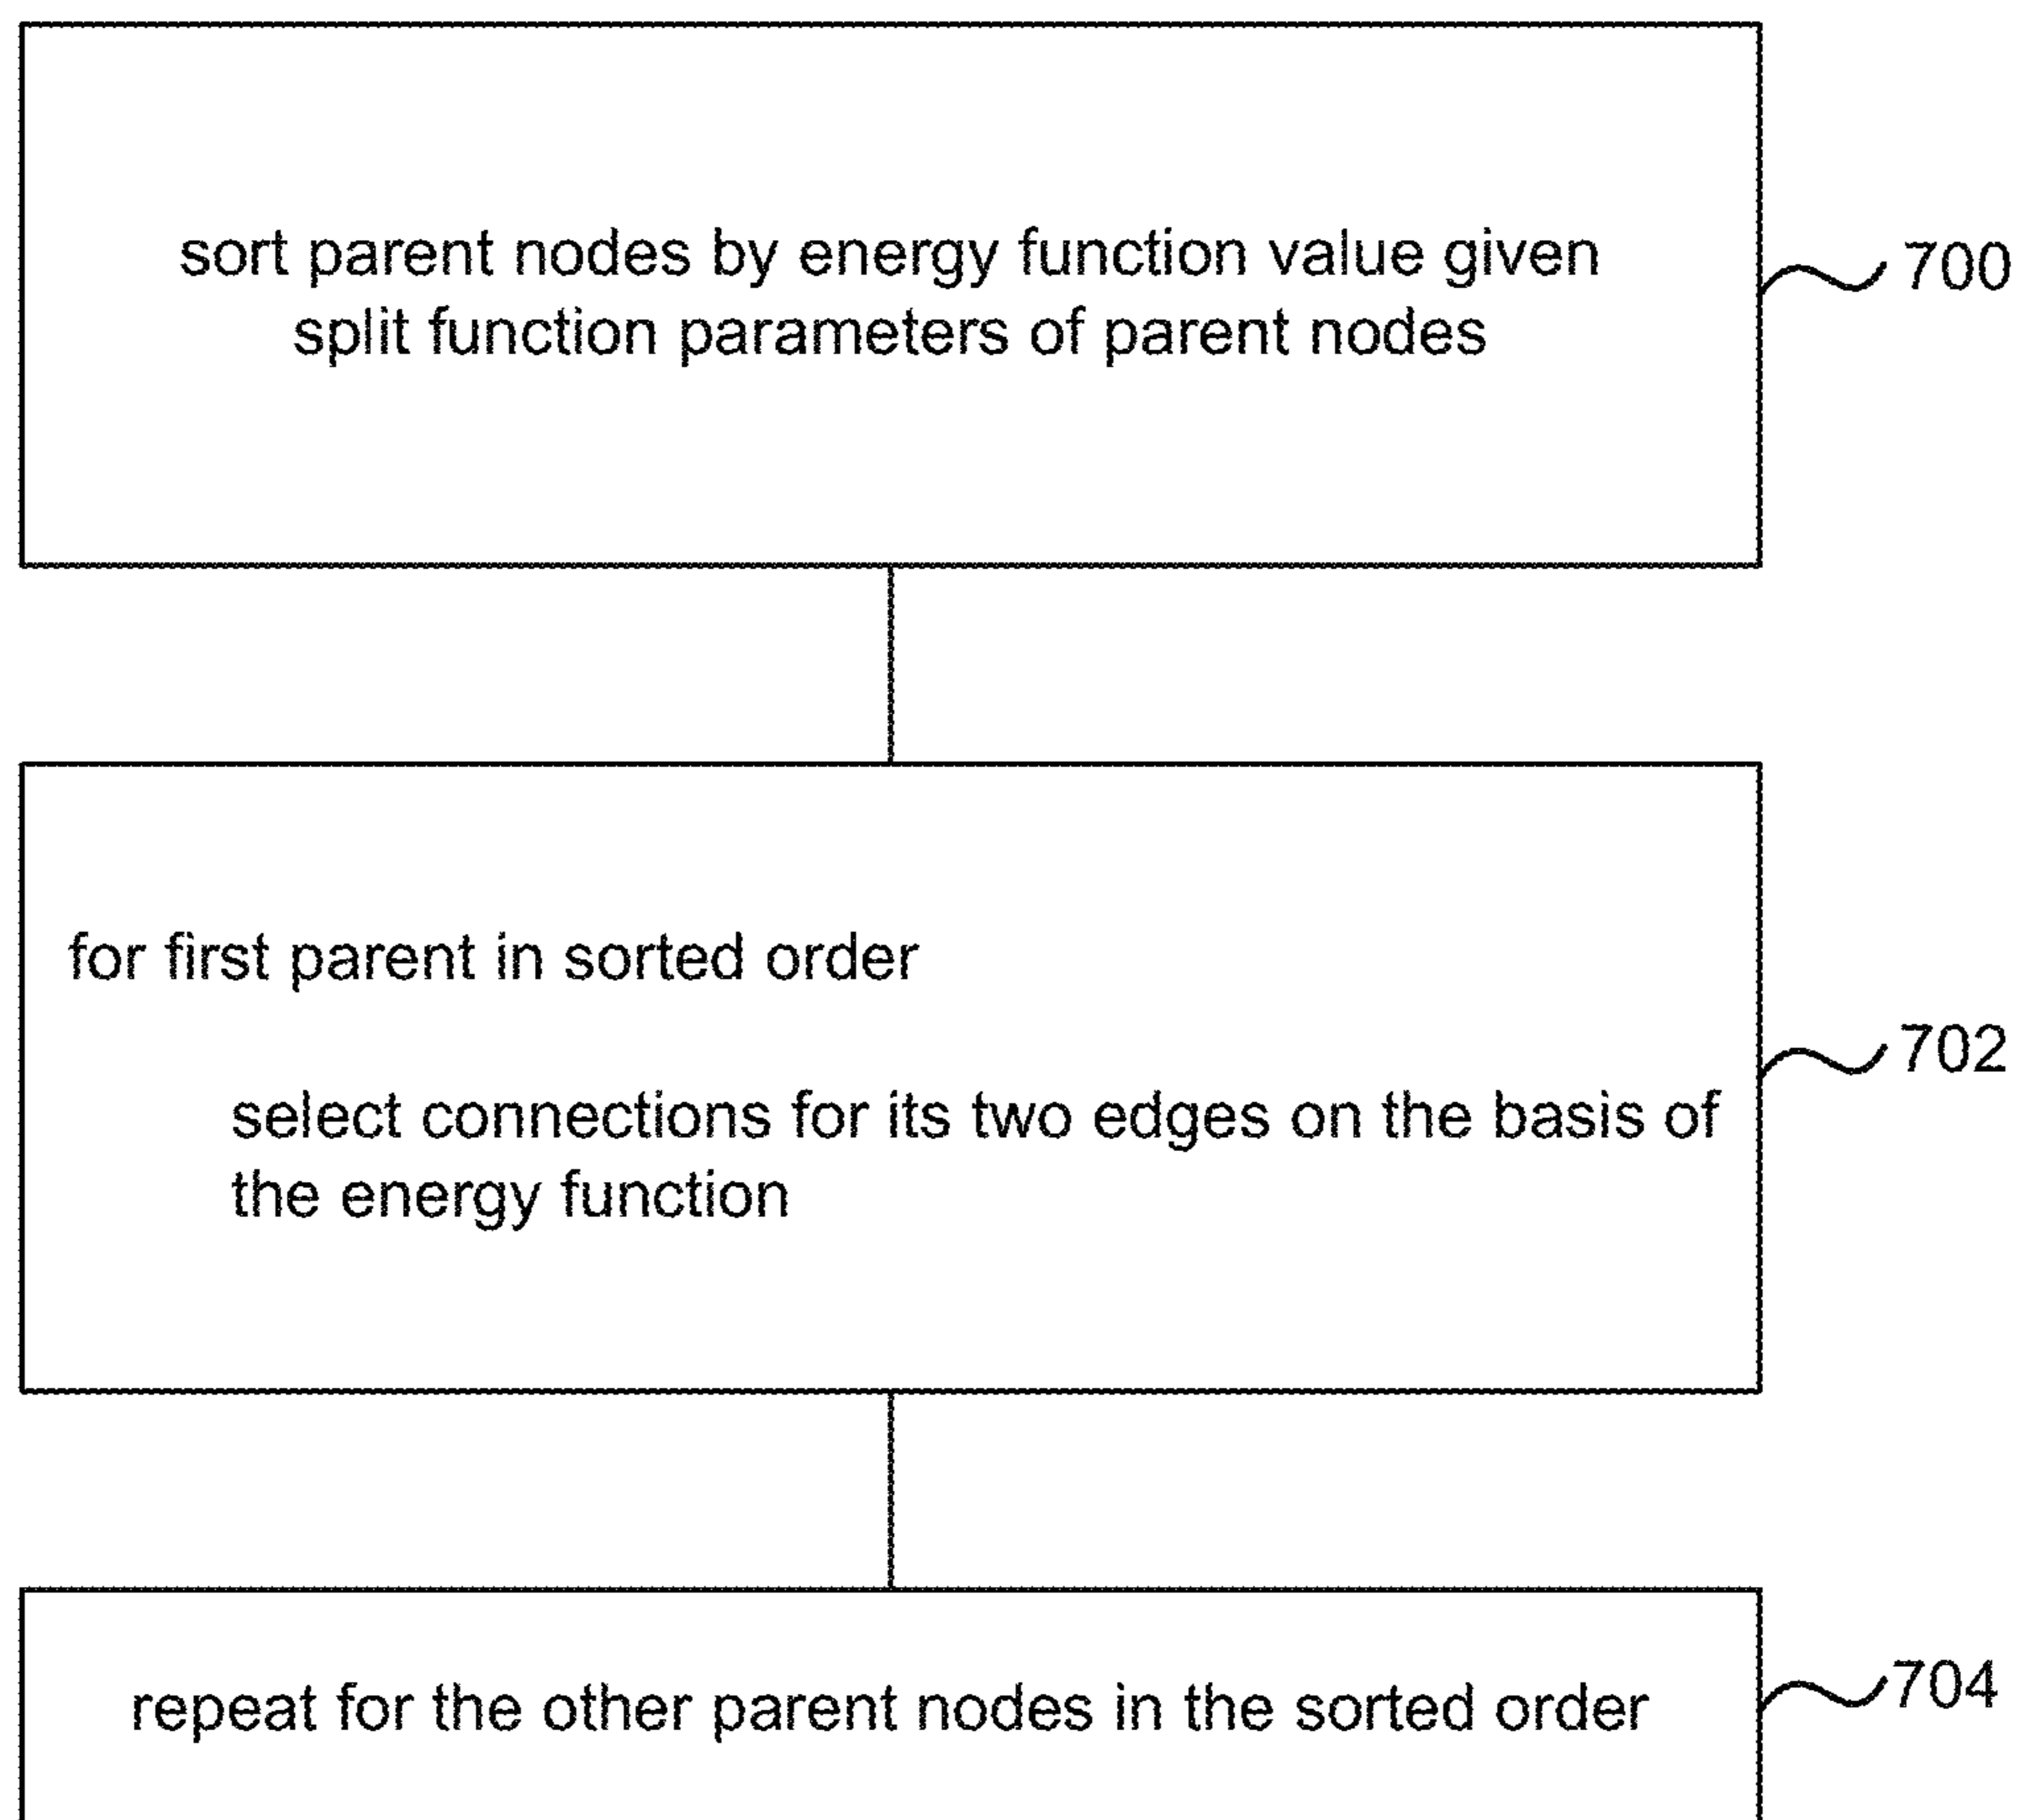 sort parent nodes by energy function value given
split function parameters of parent nodes
700
for first parent in sorted order
select connections for its two edges on the basis of
the energy function
702
repeat for the other parent nodes in the sorted order
704